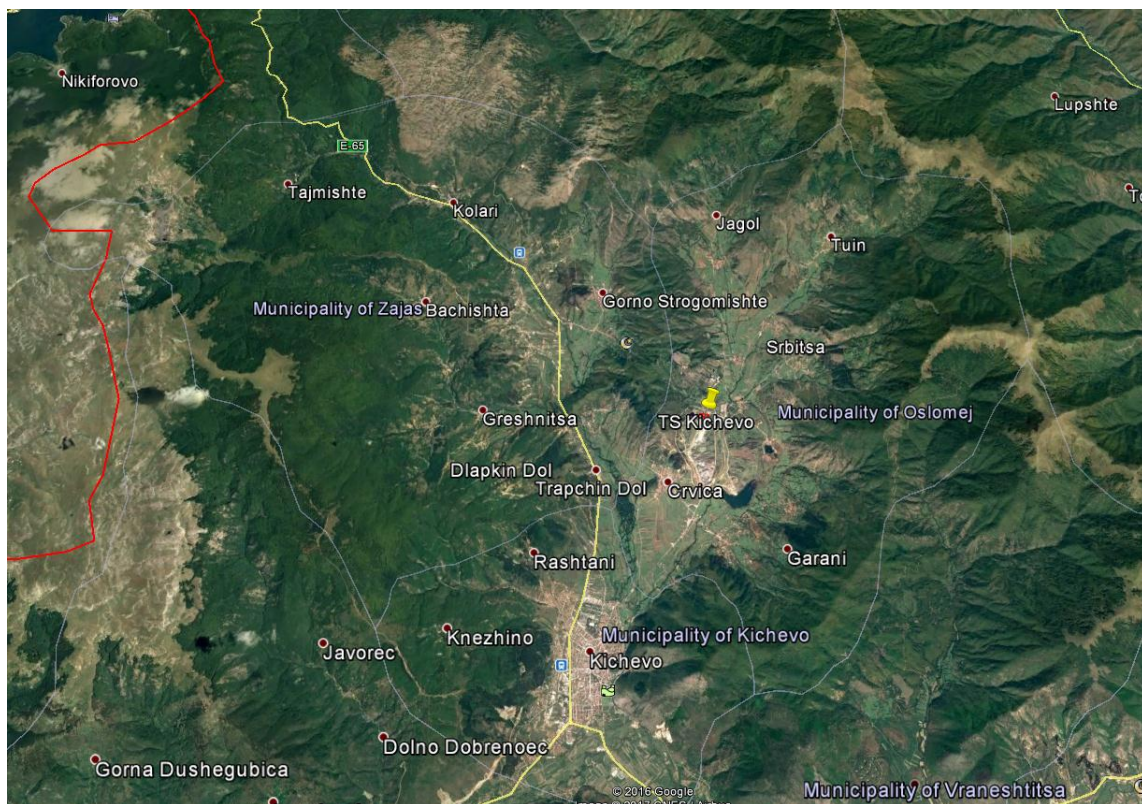 Nikiforovo
Lupshte
E-65
Tajmishte
Kolari
Jagol
Tuin
Municipality of Zajas
Bachishta
Gorno Strogomishte
Srbitsa
TS Kichevo
Municipality of Oslomej
Greshnitsa
Dlapkin Dol
Trapchin Dol
Crvica
Rashtani
Garani
Knezhino
Municipality of Kichevo
Javorec
Kichevo
Dolno Dobrenoec
Gorna Dushegubica
Municipality of Vraneshtitsa
© 2016 Google